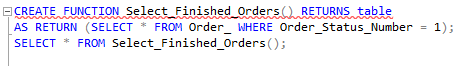 CREATE FUNCTION Select_Finished_Orders() RETURNS table
AS RETURN (SELECT * FROM Order_ WHERE Order_Status_Number = 1);
SELECT * FROM Select_Finished_Orders();